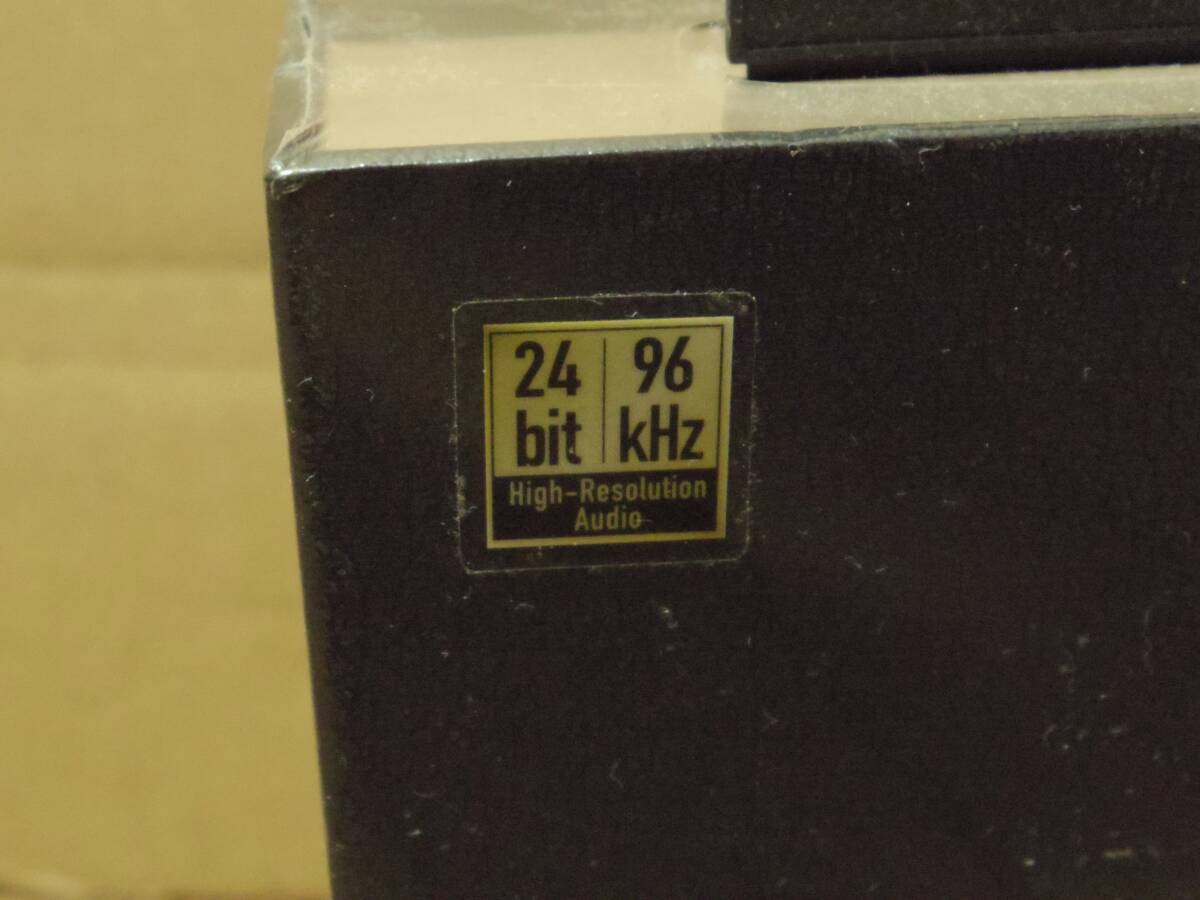 24 bit | 96 kHz
High-Resolution
Audio